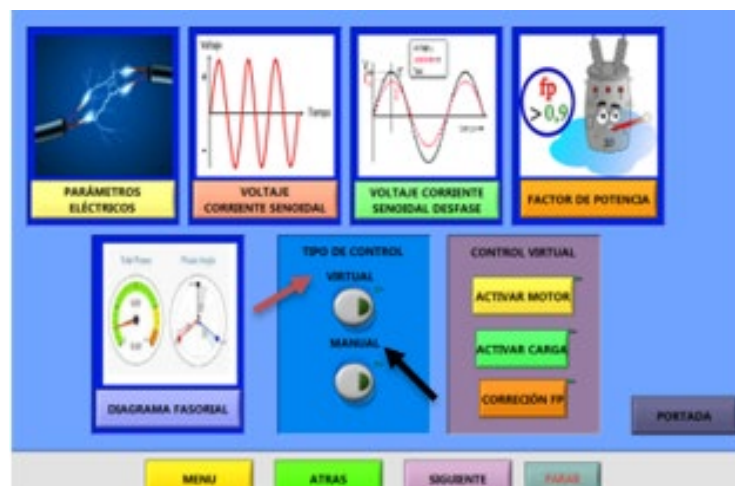 Voltaje
Tiempo
fp
> 0,9
PARÁMETROS
ELÉCTRICOS
VOLTAJE
CORRIENTE SENOIDAL
VOLTAJE CORRIENTE
SENOIDAL DESFASE
FACTOR DE POTENCIA
DIAGRAMA FASORIAL
TIPO DE CONTROL
VIRTUAL
MANUAL
CONTROL VIRTUAL
ACTIVAR MOTOR
ACTIVAR CARGA
CORRECIÓN FP
PORTADA
MENU
ATRAS
SIGUIENTE
PARAR